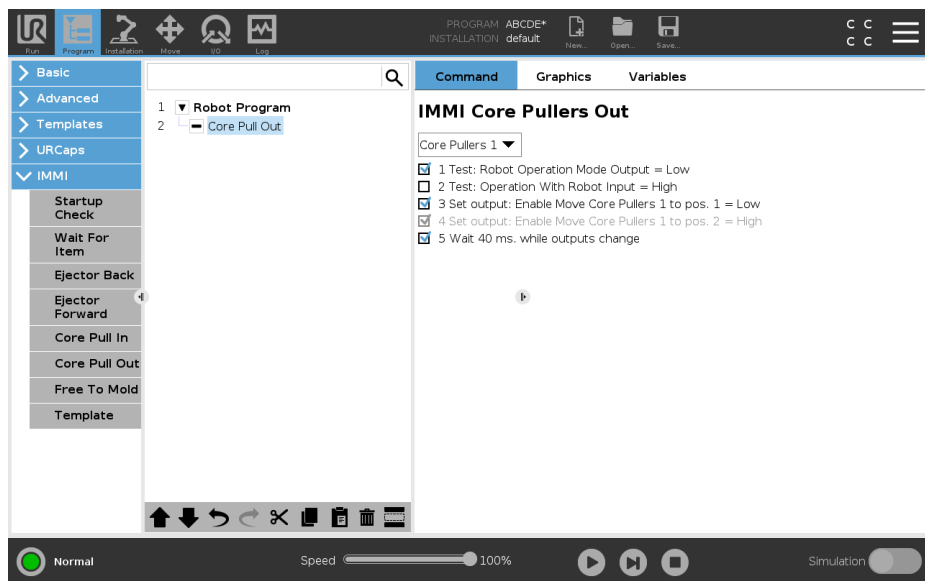 PROGRAM ABCDE*
INSTALLATION default
Run
Program
Installation
Move
I/O
Log
New...
Open...
Save...
C C
C C
Basic
Advanced
Templates
URCaps
IMMI
Startup
Check
Wait For
Item
Ejector Back
Ejector
Forward
Core Pull In
Core Pull Out
Free To Mold
Template
1 Robot Program
2 Core Pull Out
Command Graphics Variables
IMMI Core Pullers Out
Core Pullers 1
1 Test: Robot Operation Mode Output = Low
2 Test: Operation With Robot Input = High
3 Set output: Enable Move Core Pullers 1 to pos. 1 = Low
4 Set output: Enable Move Core Pullers 1 to pos. 2 = High
5 Wait 40 ms. while outputs change
Normal
Speed 100%
Simulation